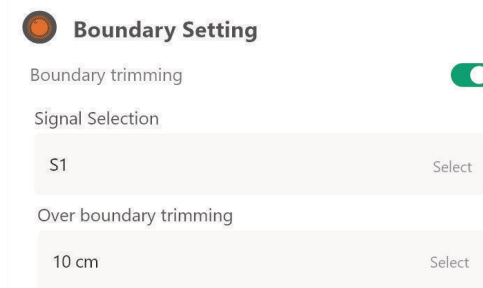 Boundary Setting
Boundary trimming
Signal Selection
S1 Select
Over boundary trimming
10 cm Select